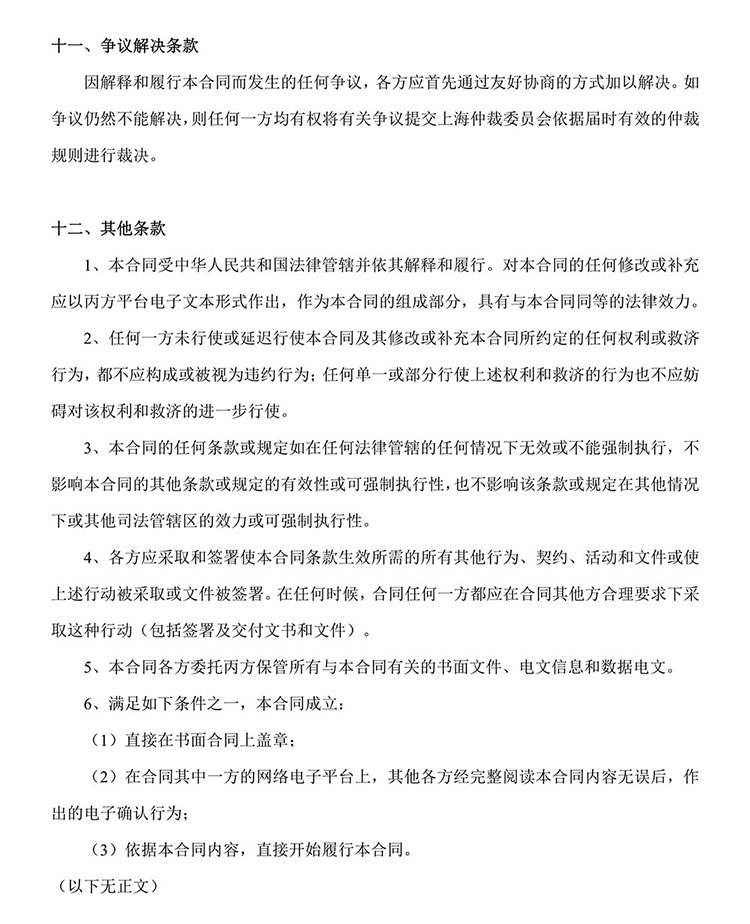 十一、争议解决条款
因解释和履行本合同而发生的任何争议，各方应首先通过友好协商的方式加以解决。如
争议仍然不能解决，则任何一方均有权将有关争议提交上海仲裁委员会依据届时有效的仲裁
规则进行裁决。
十二、其他条款
1、本合同受中华人民共和国法律管辖并依其解释和履行。对本合同的任何修改或补充
应以丙方平台电子文本形式作出，作为本合同的组成部分，具有与本合同同等的法律效力。
2、任何一方未行使或延迟行使本合同及其修改或补充本合同所约定的任何权利或救济
行为，都不应构成或被视为违约行为；任何单一或部分行使上述权利和救济的行为也不应妨
碍对该权利和救济的进一步行使。
3、本合同的任何条款或规定如在任何法律管辖的任何情况下无效或不能强制执行，不
影响本合同的其他条款或规定的有效性或可强制执行性，也不影响该条款或规定在其他情况
下或其他司法管辖区的效力或可强制执行性。
4、各方应采取和签署使本合同条款生效所需的所有其他行为、契约、活动和文件或使
上述行动被采取或文件被签署。在任何时候，合同任何一方都应在合同其他方合理要求下采
取这种行动（包括签署及交付文书和文件）。
5、本合同各方委托丙方保管所有与本合同有关的书面文件、电文信息和数据电文。
6、满足如下条件之一，本合同成立：
（1）直接在书面合同上盖章；
（2）在合同其中一方的网络电子平台上，其他各方经完整阅读本合同内容无误后，作
出的电子确认行为；
（3）依据本合同内容，直接开始履行本合同。
（以下无正文）